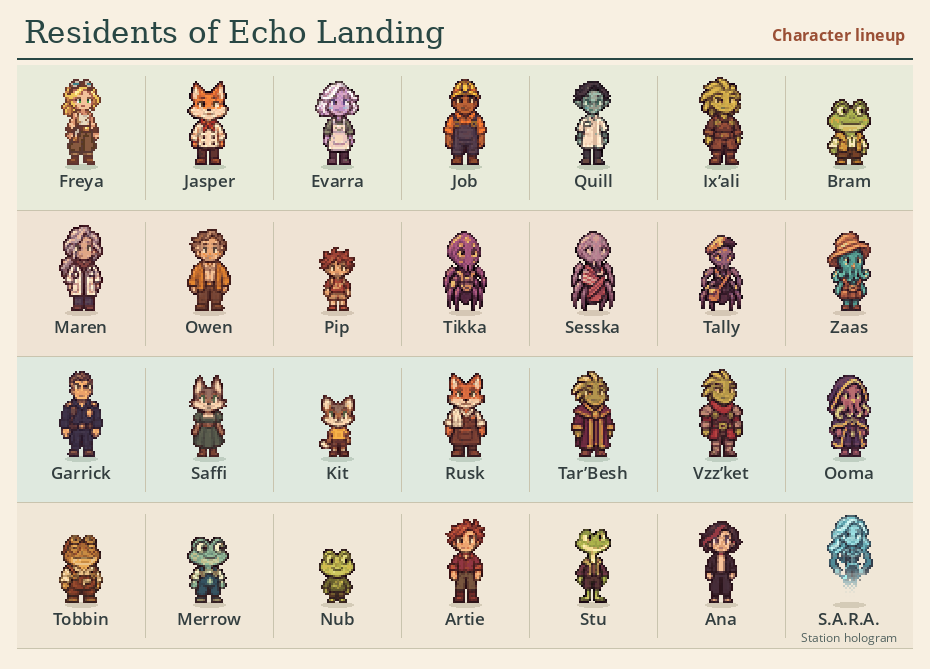 Residents of Echo Landing
Character lineup
Freya
Jasper
Evarra
Job
Quill
Ix’ali
Bram
Maren
Owen
Pip
Tikka
Sesska
Tally
Zaas
Garrick
Saffi
Kit
Rusk
Tar’Besh
Vzz’ket
Ooma
Tobbin
Merrow
Nub
Artie
Stu
Ana
S.A.R.A.
Station hologram